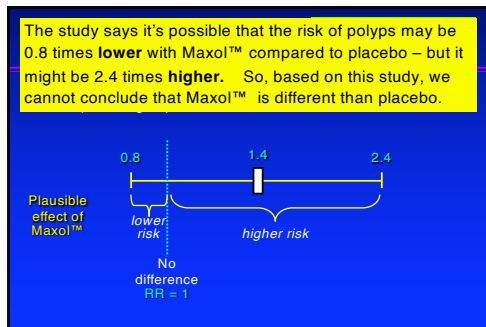 The study says it's possible that the risk of polyps may be
0.8 times lower with Maxol™ compared to placebo – but it
might be 2.4 times higher. So, based on this study, we
cannot conclude that Maxol™ is different than placebo.
0.8
1.4
2.4
Plausible
effect of
Maxol™
lower
risk
higher risk
No
difference
RR = 1